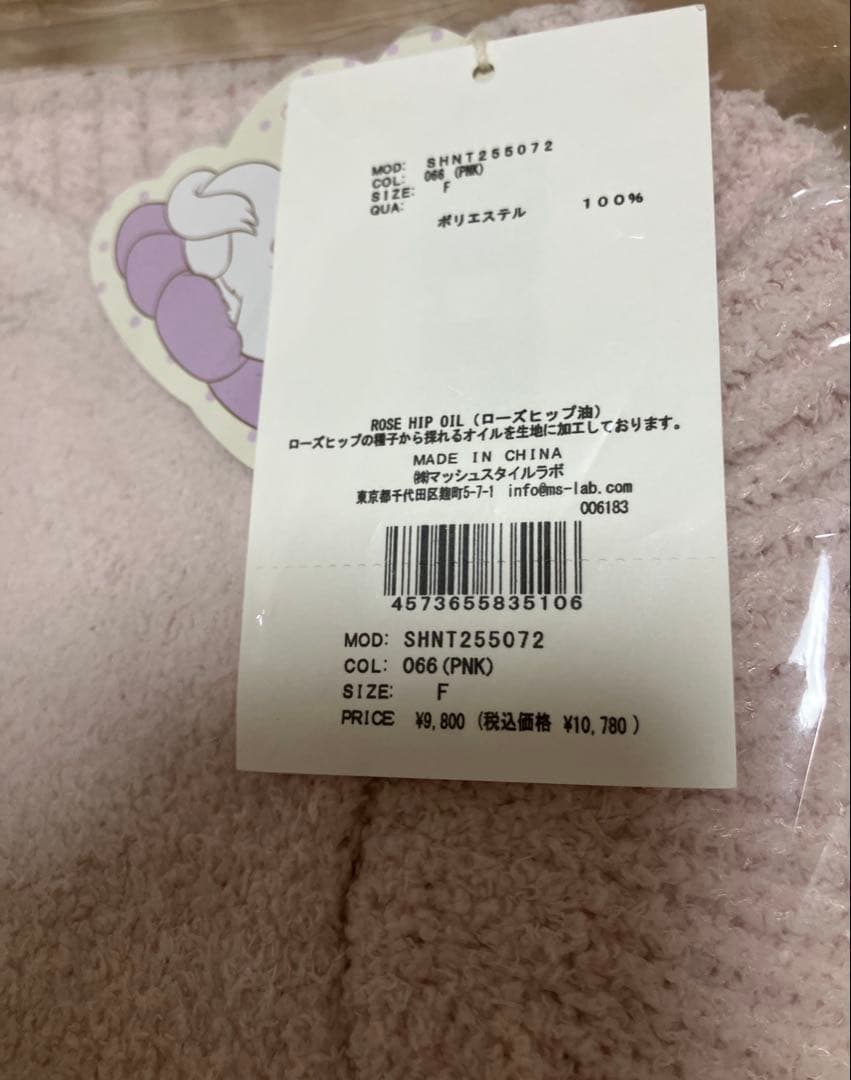 MOD: SHNT255072
COL: 066 (PNK)
SIZE: F
QUA:
ポリエステル 100%
ROSE HIP OIL (ローズヒップ油)
ローズヒップの種子から採れるオイルを生地に加工しております。
MADE IN CHINA
㈱マッシュスタイルラボ
東京都千代田区麹町5-7-1 info@ms-lab.com
006183
4573655835106
MOD: SHNT255072
COL: 066(PNK)
SIZE: F
PRICE ¥9,800 (税込価格 ¥10,780)